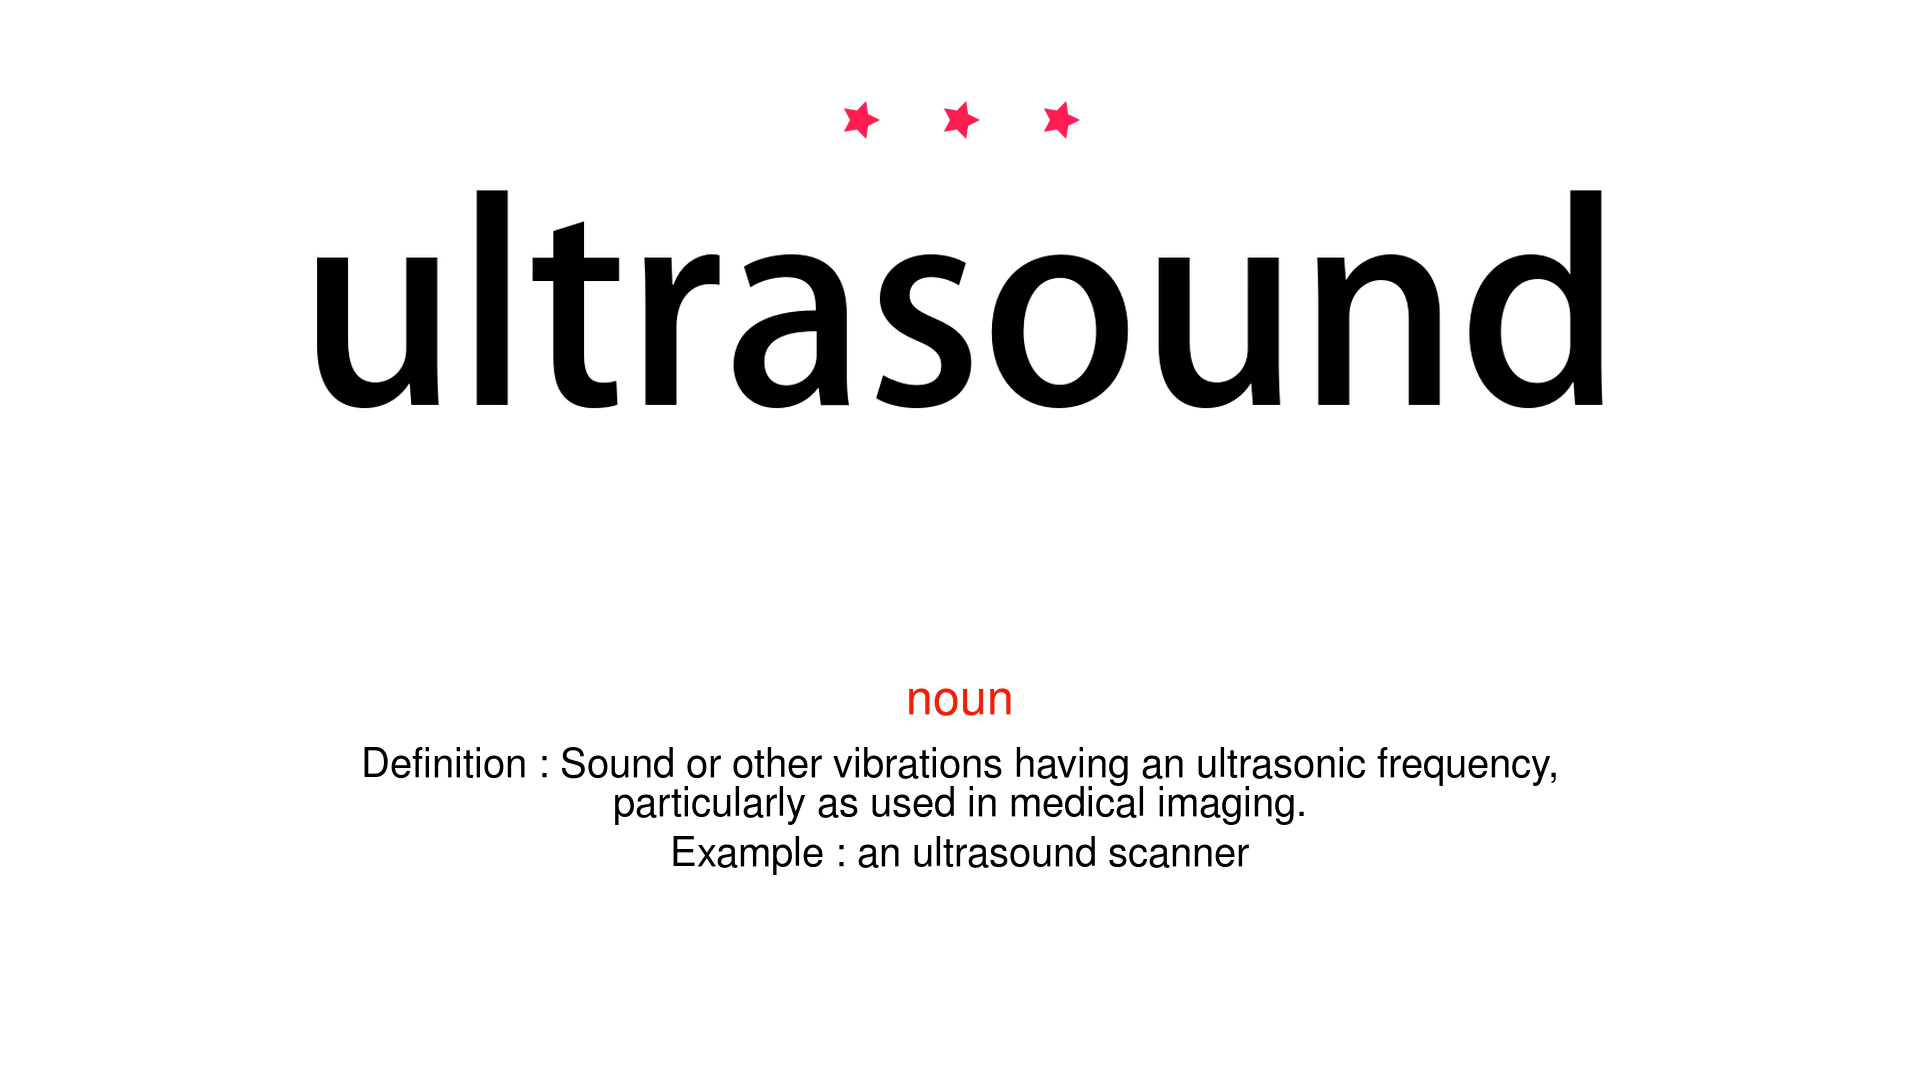 ultrasound
noun
Definition : Sound or other vibrations having an ultrasonic frequency,
particularly as used in medical imaging.
Example : an ultrasound scanner